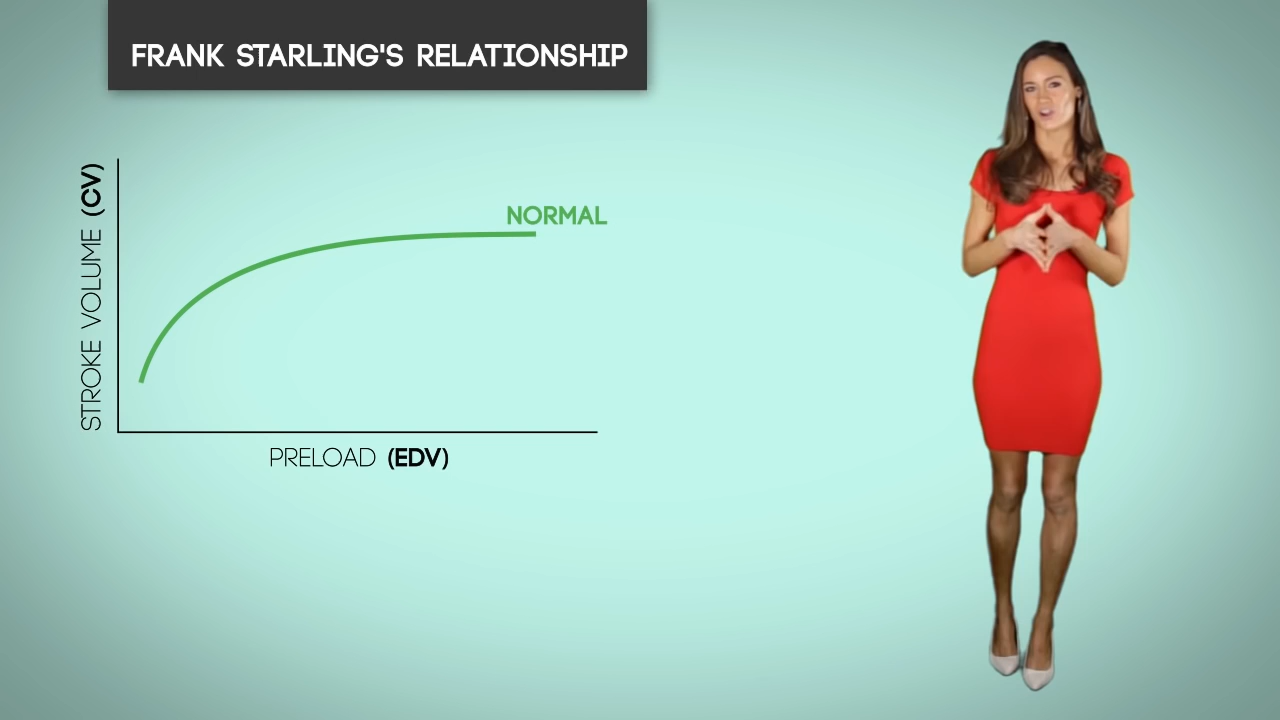 FRANK STARLING'S RELATIONSHIP
STROKE VOLUME (CV)
NORMAL
PRELOAD (EDV)